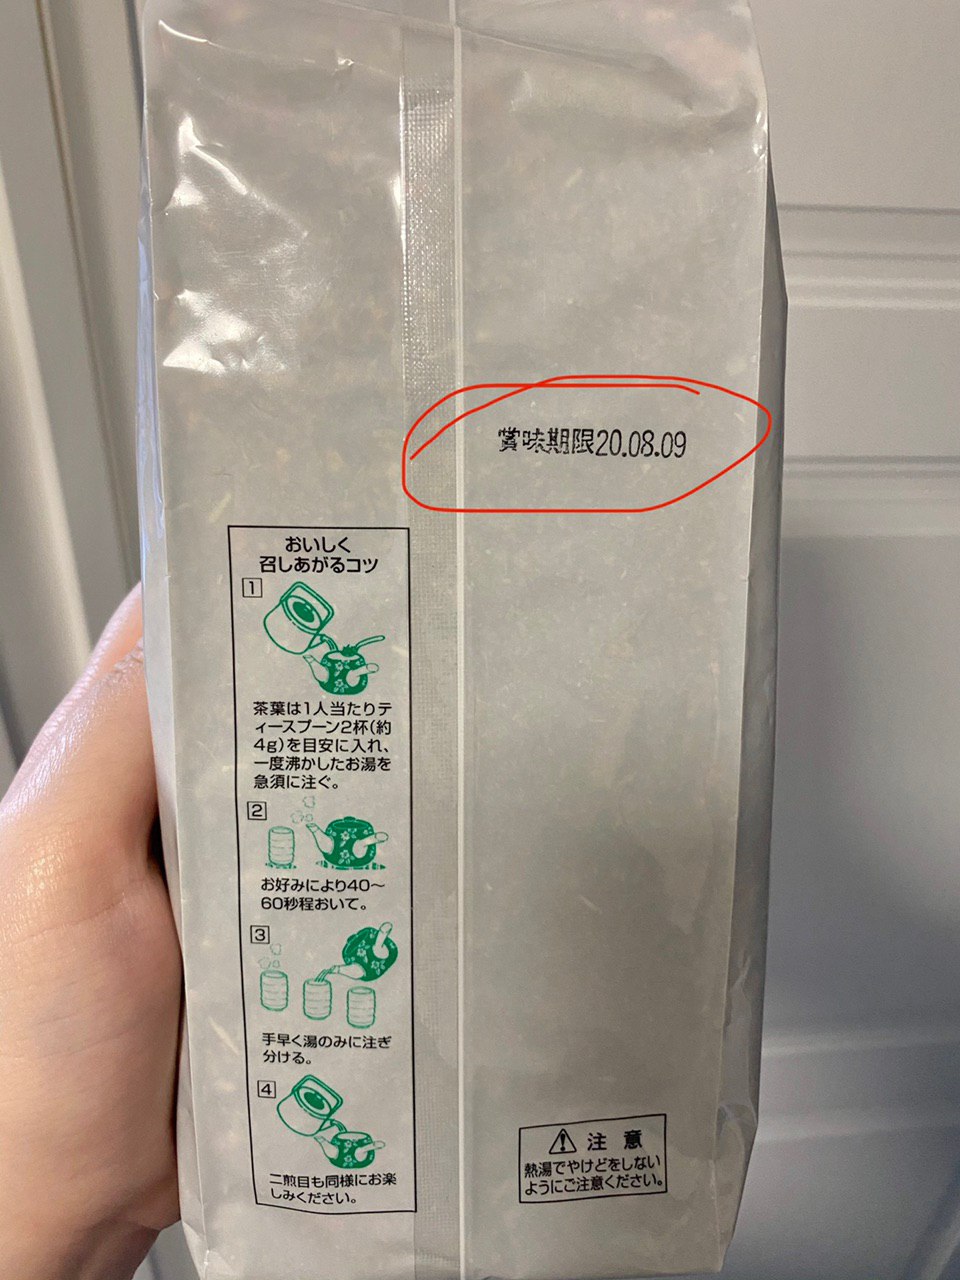 賞味期限20.08.09
おいしく
召しあがるコツ
1
茶葉は1人当たりテ
ィースプーン2杯(約
4g)を目安に入れ、
一度沸かしたお湯を
急須に注ぐ。
2
お好みにより40～
60秒程おいて。
3
手早く湯のみに注ぎ
分ける。
4
二煎目も同様にお楽
しみください。
注 意
熱湯でやけどをしない
ようにご注意ください。